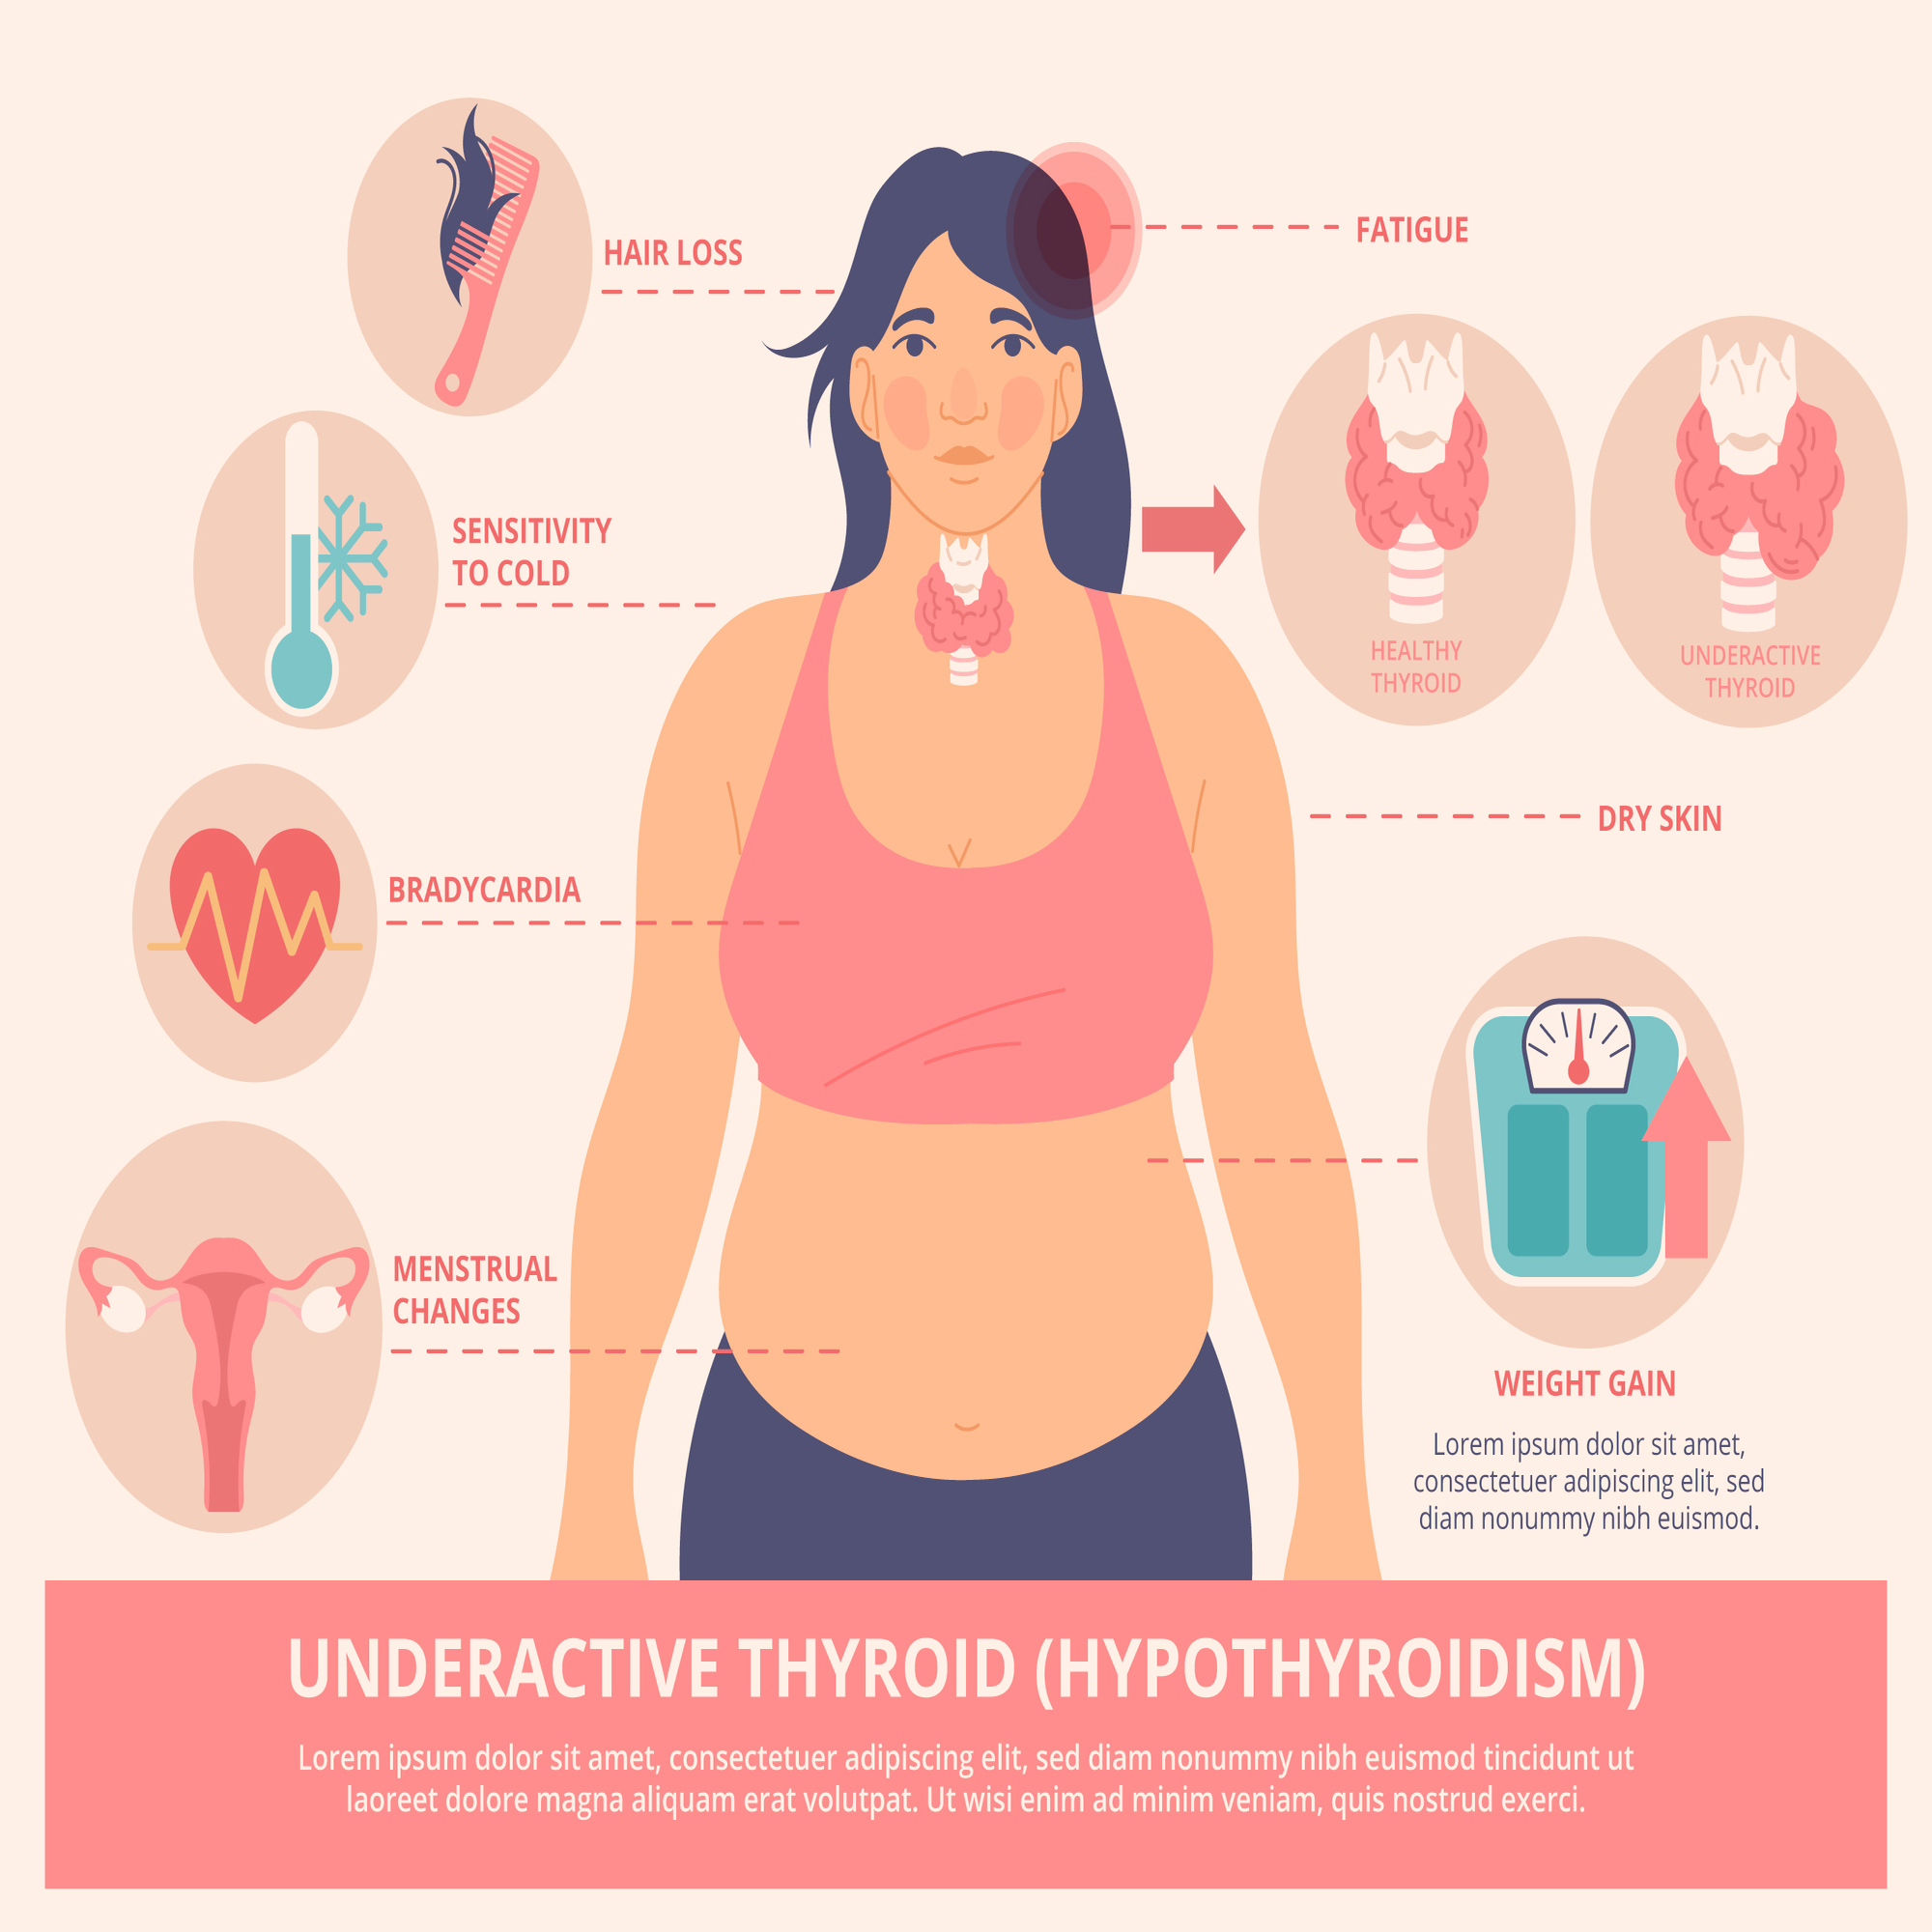 HAIR LOSS
FATIGUE
SENSITIVITY
TO COLD
HEALTHY
THYROID
UNDERACTIVE
THYROID
BRADYCARDIA
DRY SKIN
MENSTRUAL
CHANGES
WEIGHT GAIN
Lorem ipsum dolor sit amet,
consectetuer adipiscing elit, sed
diam nonummy nibh euismod.
UNDERACTIVE THYROID (HYPOTHYROIDISM)
Lorem ipsum dolor sit amet, consectetuer adipiscing elit, sed diam nonummy nibh euismod tincidunt ut
laoreet dolore magna aliquam erat volutpat. Ut wisi enim ad minim veniam, quis nostrud exerci.